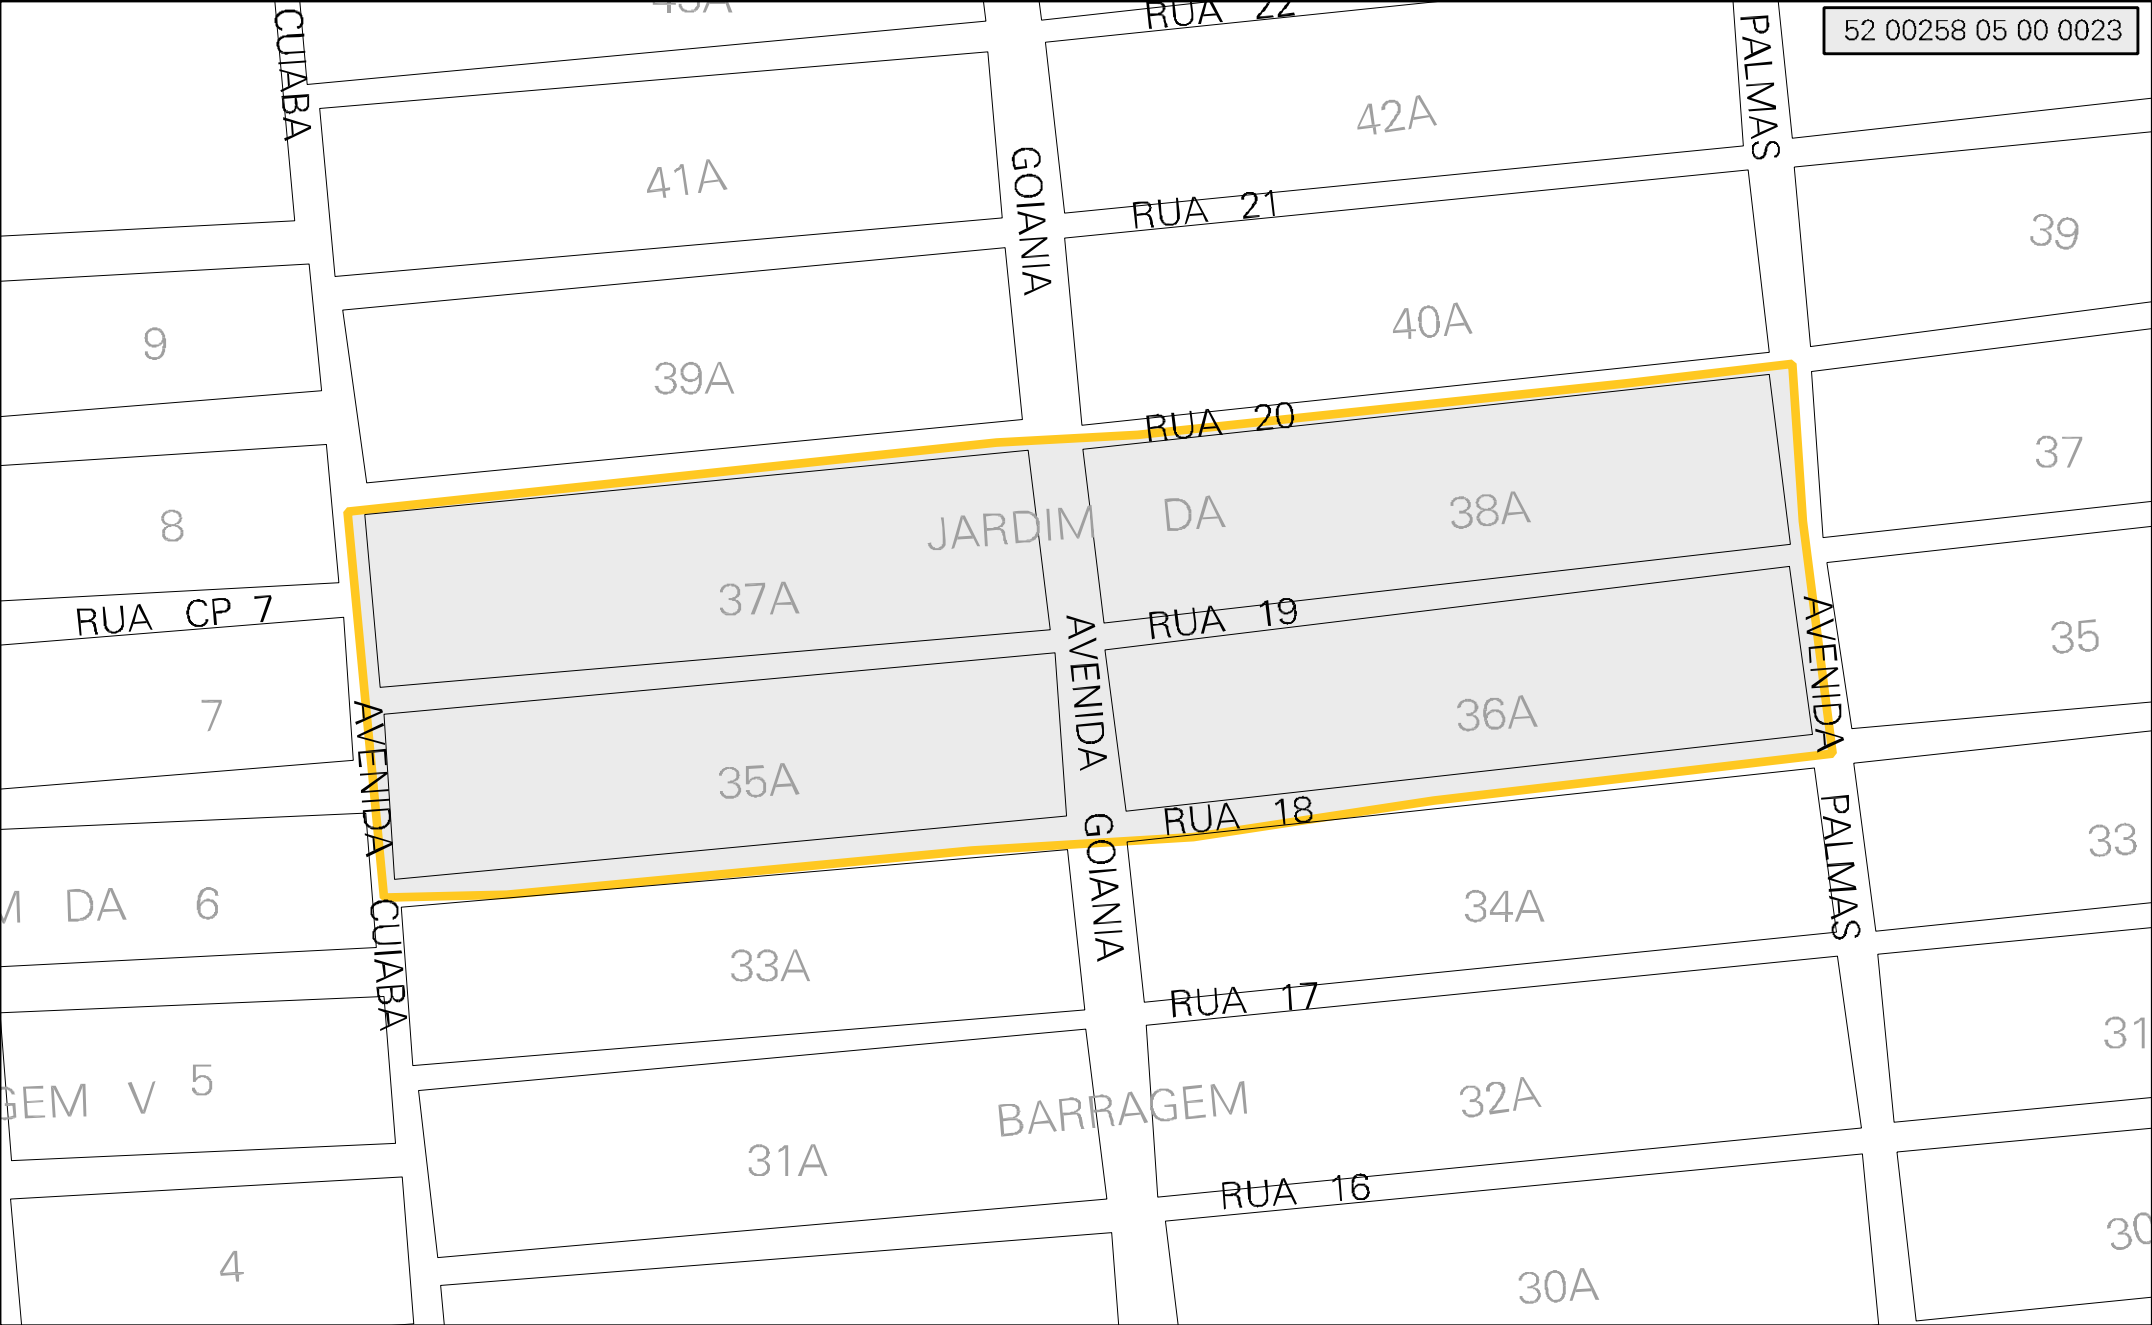 RUA 22
52 00258 05 00 0023
CUIABA
PALMAS
42A
41A
GOIANIA
RUA 21
39
40A
9
39A
RUA 20
37
8
JARDIM DA
38A
37A
RUA CP 7
RUA 19
AVENIDA
AVENIDA
35
7
36A
AVENIDA
35A
RUA 18
GOIANIA
PALMAS
33
DA
6
34A
CUIABA
33A
RUA 17
31
5
GEM V
BARRAGEM
32A
31A
RUA 16
30
4
30A